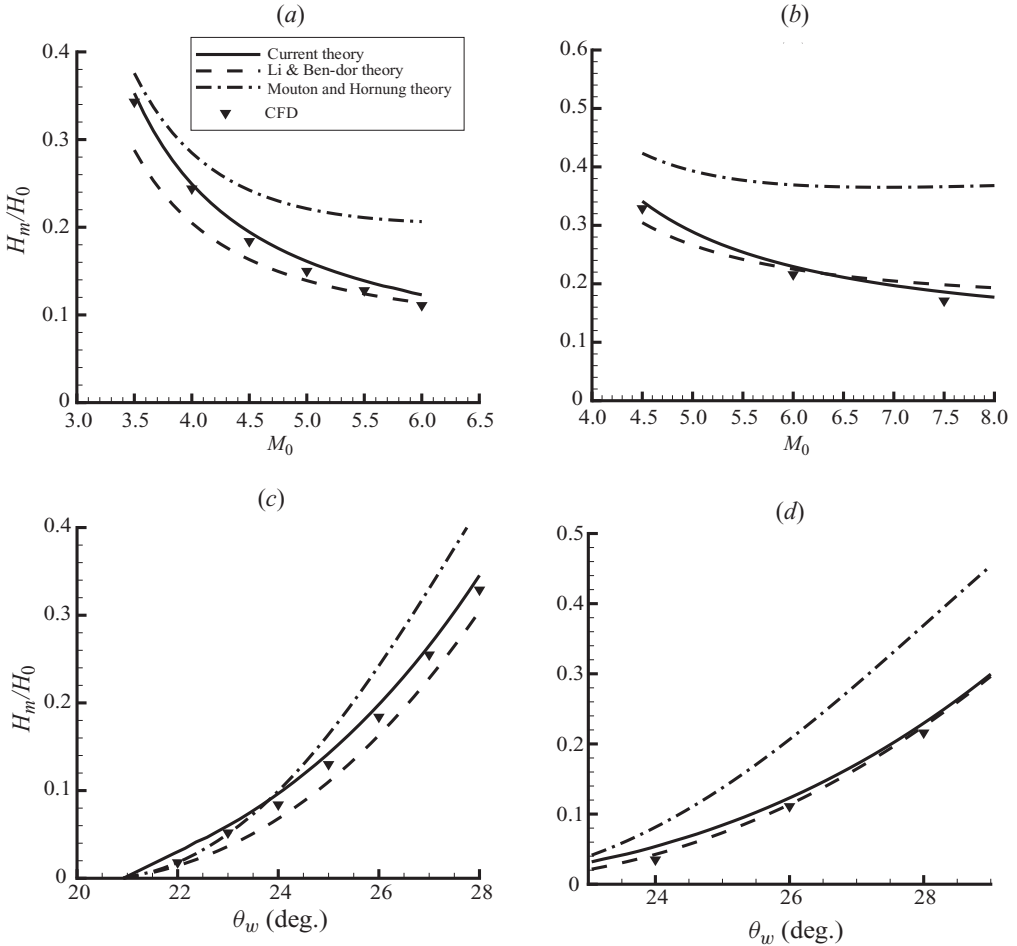 (a)
0.4
0.3
0.2
0.1
0
H_m/H_0
Current theory
Li & Ben-dor theory
Mouton and Hornung theory
CFD
3.0 3.5 4.0 4.5 5.0 5.5 6.0 6.5
M_0
(b)
0.6
0.5
0.4
0.3
0.2
0.1
0
4.0 4.5 5.0 5.5 6.0 6.5 7.0 7.5 8.0
M_0
(c)
0.4
0.3
0.2
0.1
0
H_m/H_0
20 22 24 26 28
θ_w (deg.)
(d)
0.5
0.4
0.3
0.2
0.1
0
24 26 28
θ_w (deg.)